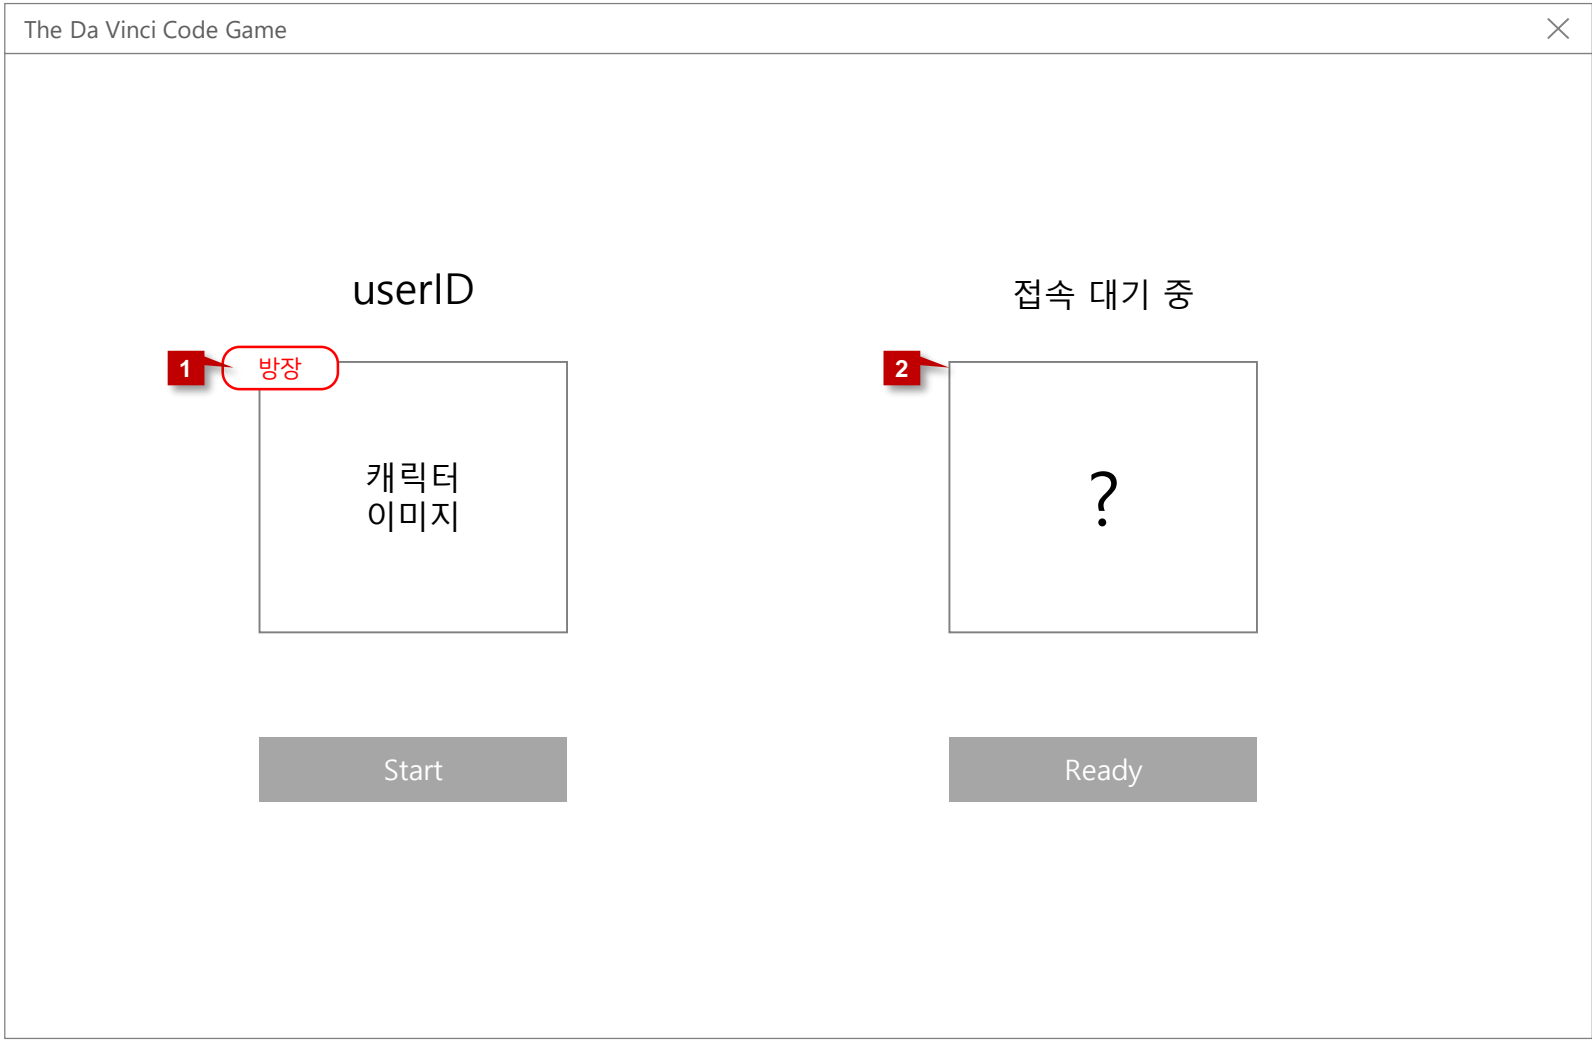 The Da Vinci Code Game
userID
접속 대기 중
1
방장
2
캐릭터
이미지
?
Start
Ready